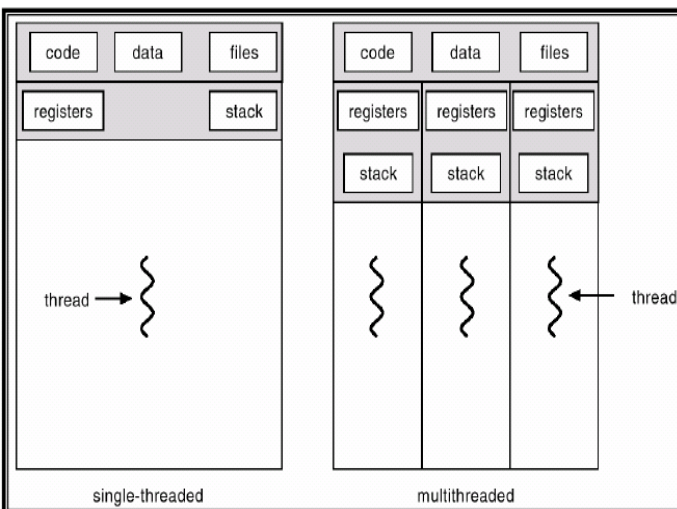 code data files
registers stack
thread
single-threaded
code data files
registers registers registers
stack stack stack
thread
multithreaded